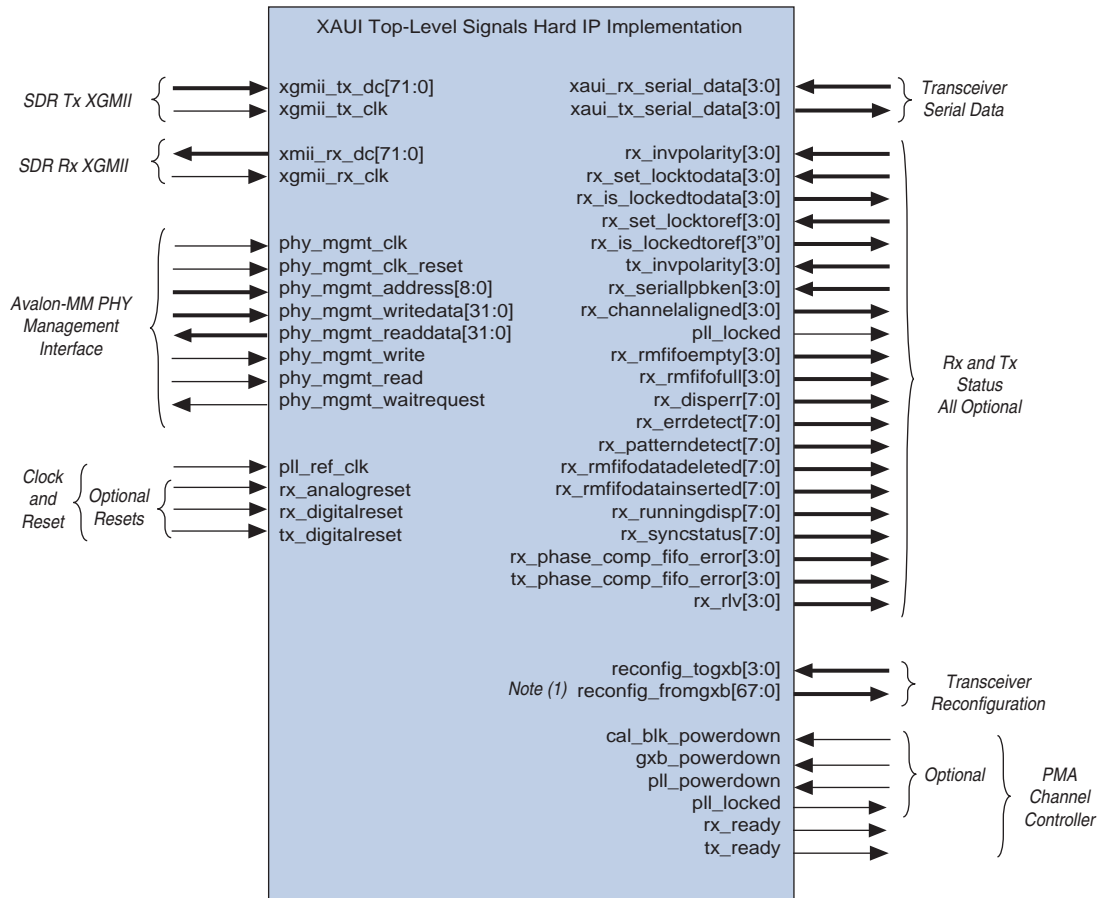 XAUI Top-Level Signals Hard IP Implementation
SDR Tx XGMII
xgmii_tx_dc[71:0]
xgmii_tx_clk
SDR Rx XGMII
xmii_rx_dc[71:0]
xgmii_rx_clk
Avalon-MM PHY
Management
Interface
phy_mgmt_clk
phy_mgmt_clk_reset
phy_mgmt_address[8:0]
phy_mgmt_writedata[31:0]
phy_mgmt_readdata[31:0]
phy_mgmt_write
phy_mgmt_read
phy_mgmt_waitrequest
Clock
and
Reset
Optional
Resets
pll_ref_clk
rx_analogreset
rx_digitalreset
tx_digitalreset
xaui_rx_serial_data[3:0]
xaui_tx_serial_data[3:0]
Transceiver
Serial Data
rx_invpolarity[3:0]
rx_set_locktodata[3:0]
rx_is_lockedtodata[3:0]
rx_set_locktoref[3:0]
rx_is_lockedtoref[3"0]
tx_invpolarity[3:0]
rx_seriallpbken[3:0]
rx_channelaligned[3:0]
pll_locked
rx_rmfifoempty[3:0]
rx_rmfifofull[3:0]
rx_disperr[7:0]
rx_errdetect[7:0]
rx_patterndetect[7:0]
rx_rmfifodatadeleted[7:0]
rx_rmfifodatainserted[7:0]
rx_runningdisp[7:0]
rx_syncstatus[7:0]
rx_phase_comp_fifo_error[3:0]
tx_phase_comp_fifo_error[3:0]
rx_rlv[3:0]
Rx and Tx
Status
All Optional
reconfig_togxb[3:0]
Note (1) reconfig_fromgxb[67:0]
Transceiver
Reconfiguration
cal_blk_powerdown
gxb_powerdown
pll_powerdown
pll_locked
rx_ready
tx_ready
Optional
PMA
Channel
Controller